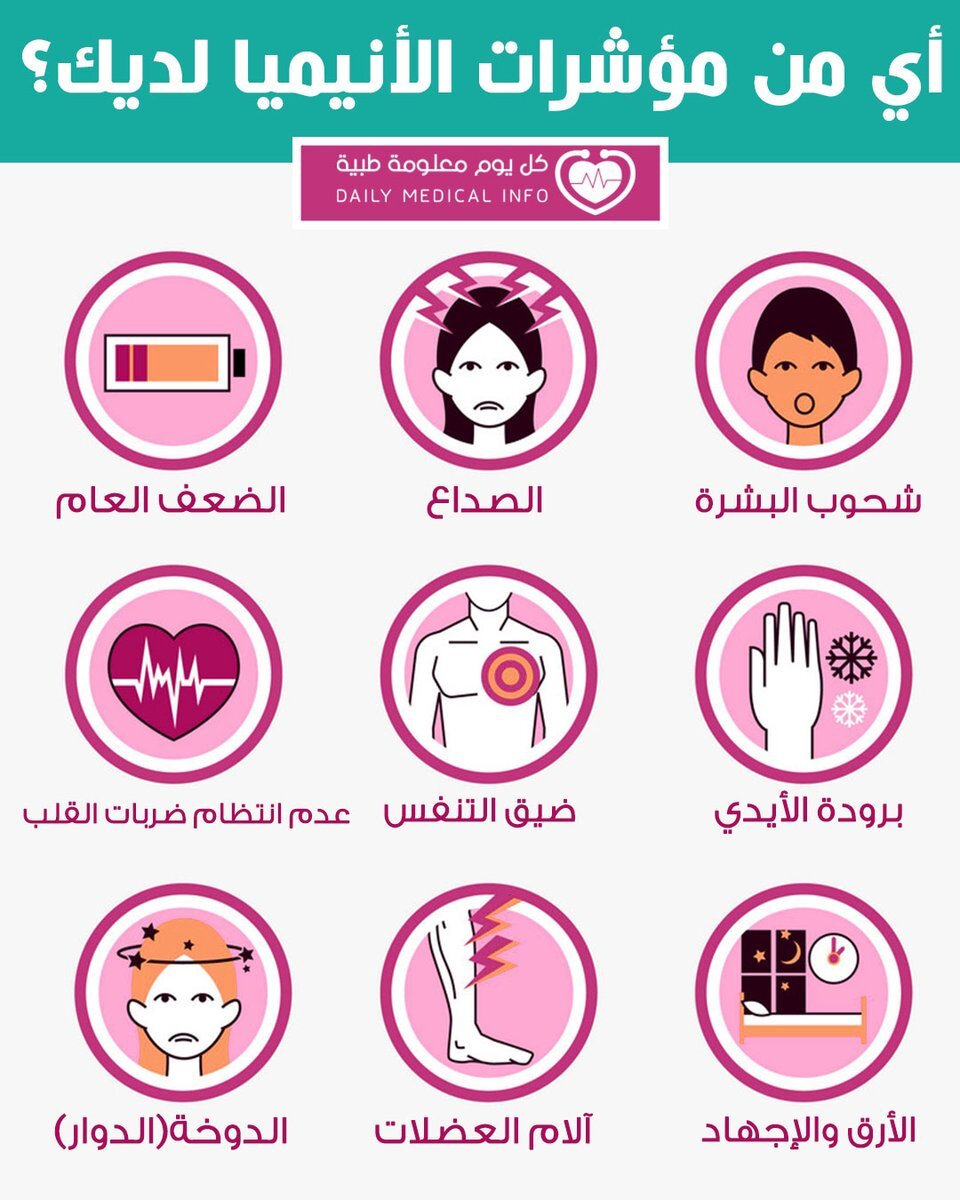 أي من مؤشرات الأنيميا لديك؟
كل يوم معلومة طبية
DAILY MEDICAL INFO
شحوب البشرة
الصداع
الضعف العام
برودة الأيدي
ضيق التنفس
عدم انتظام ضربات القلب
الأرق والإجهاد
آلام العضلات
الدوخة(الدوار)